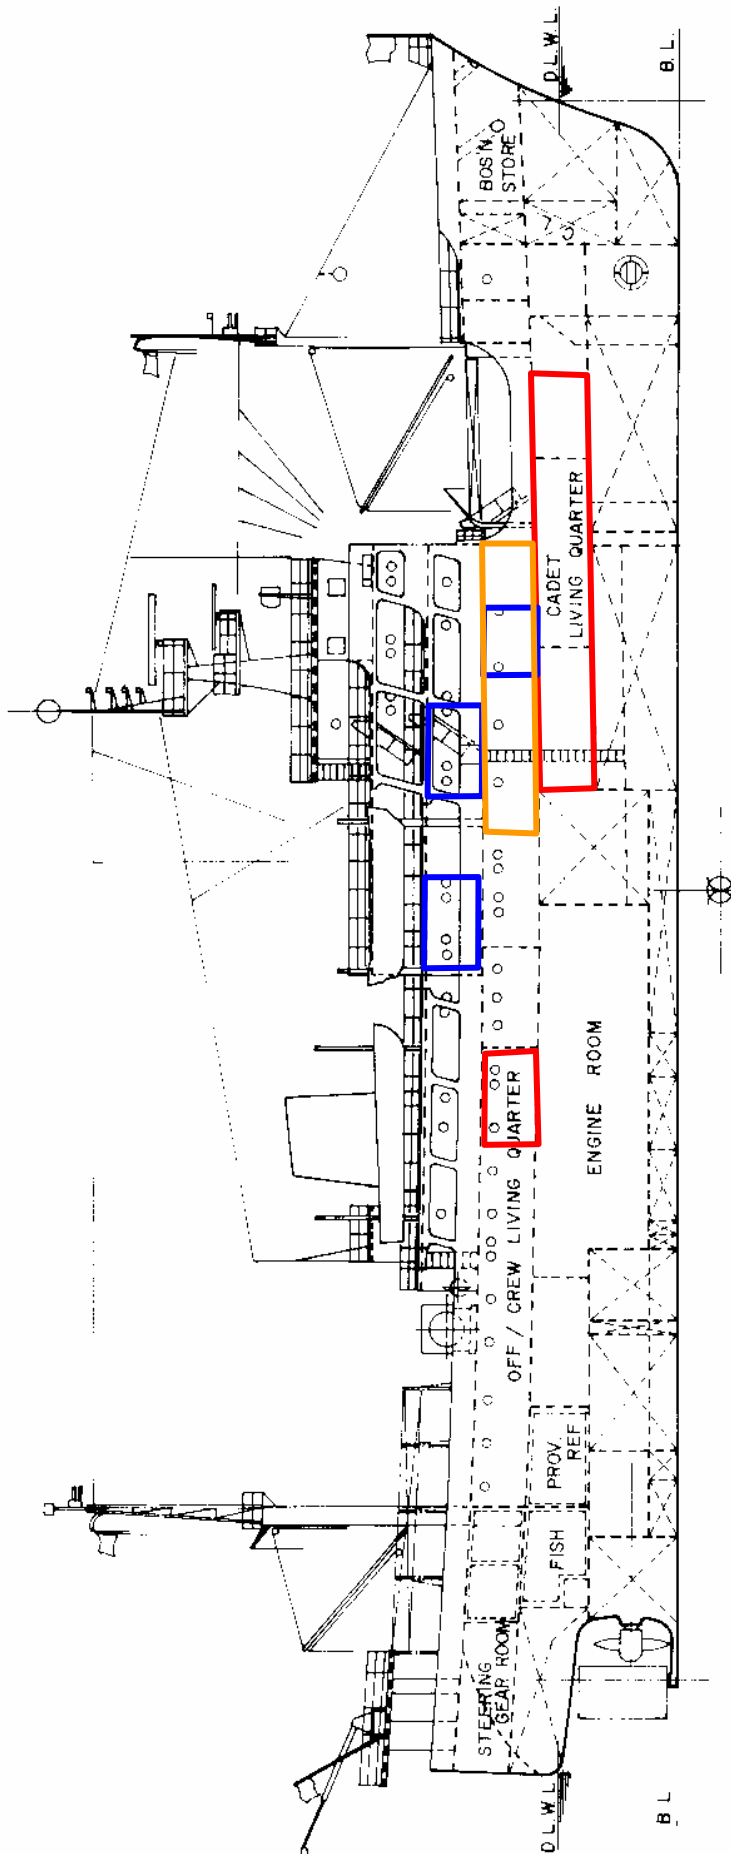 D.L.W.L.
B.L.
BOS'N
STORE
CADET
LIVING QUARTER
ENGINE ROOM
OFF / CREW LIVING QUARTER
PROV.
REF
FISH
STEERING
GEAR ROOM
D.L.W.L.
B.L.